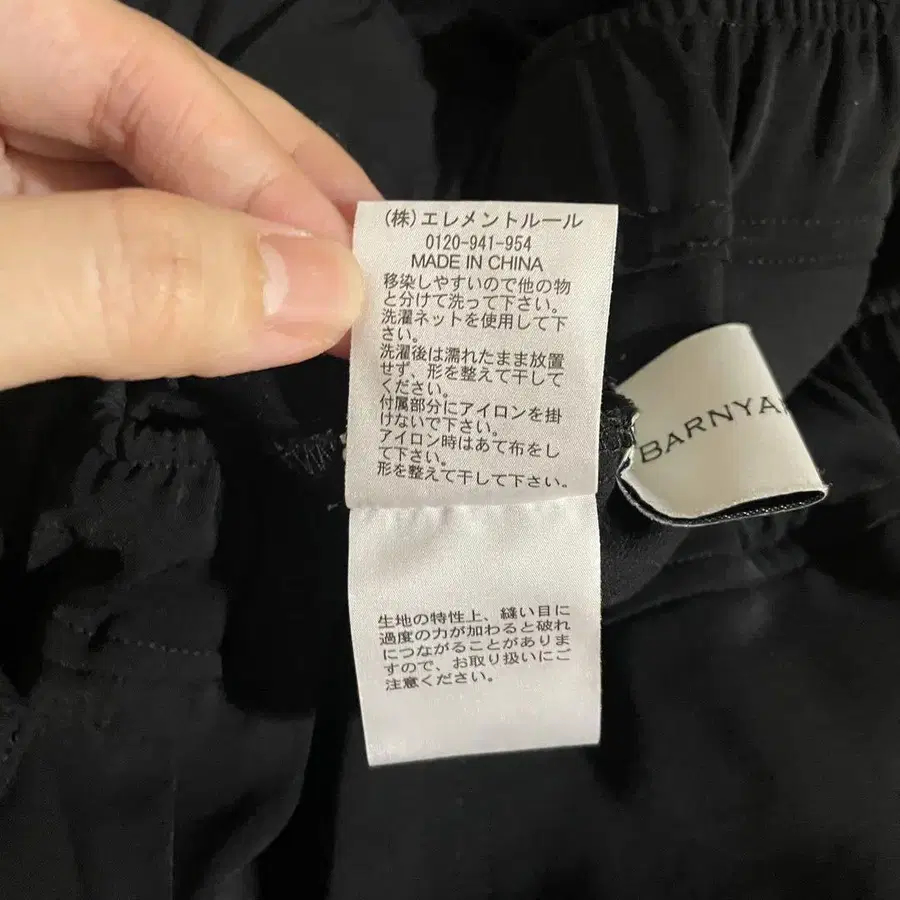 (株)エレメントルール
0120-941-954
MADE IN CHINA
移染しやすいので他の物
と分けて洗って下さい。
洗濯ネットを使用して下
さい。
洗濯後は濡れたまま放置
せず、形を整えて干して
ください。
付属部分にアイロンを掛
けないで下さい。
アイロン時はあて布をし
て下さい。
形を整えて干して下さい。
生地の特性上、縫い目に
過度の力が加わると破れ
につながることがありま
すので、お取り扱いにご
注意ください。